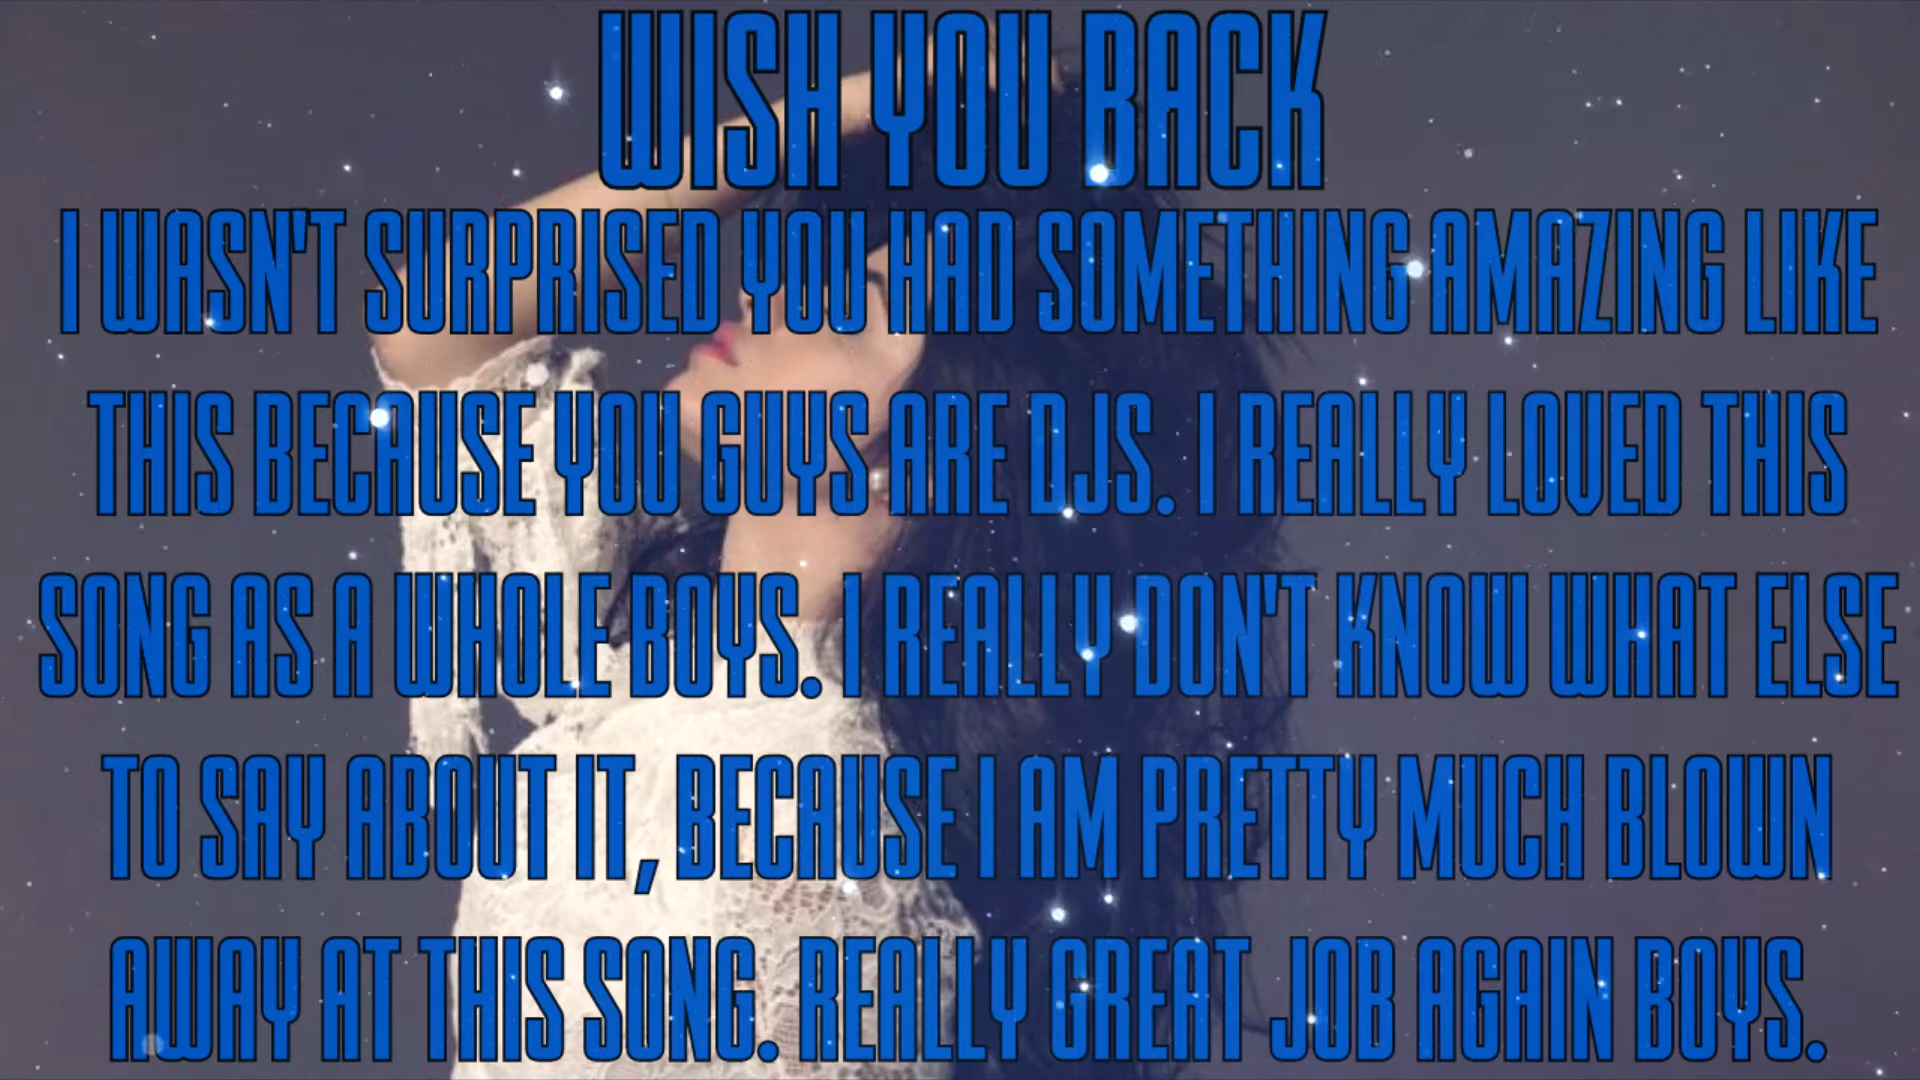 WISH YOU BACK
I WASN'T SURPRISED YOU HAD SOMETHING AMAZING LIKE
THIS BECAUSE YOU GUYS ARE DJS. I REALLY LOVED THIS
SONG AS A WHOLE BOYS. I REALLY DON'T KNOW WHAT ELSE
TO SAY ABOUT IT, BECAUSE I AM PRETTY MUCH BLOWN
AWAY AT THIS SONG. REALLY GREAT JOB AGAIN BOYS.